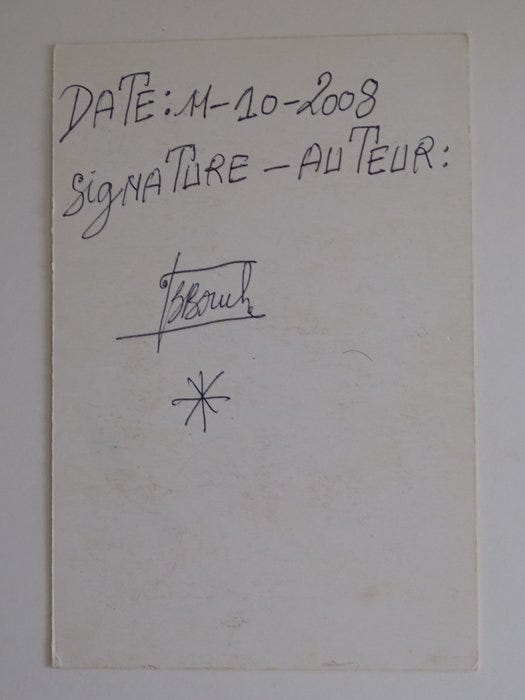 DATE: 11-10-2008
SigNATURE - AUTEUR: